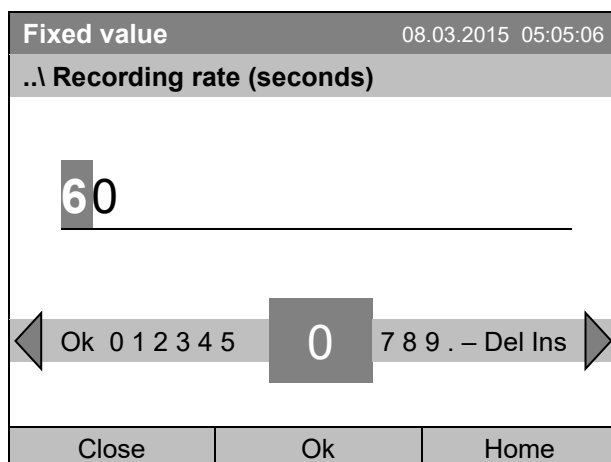 Fixed value 08.03.2015 05:05:06
..\ Recording rate (seconds)
60
Ok 0 1 2 3 4 5 0 7 8 9 . – Del Ins
Close Ok Home